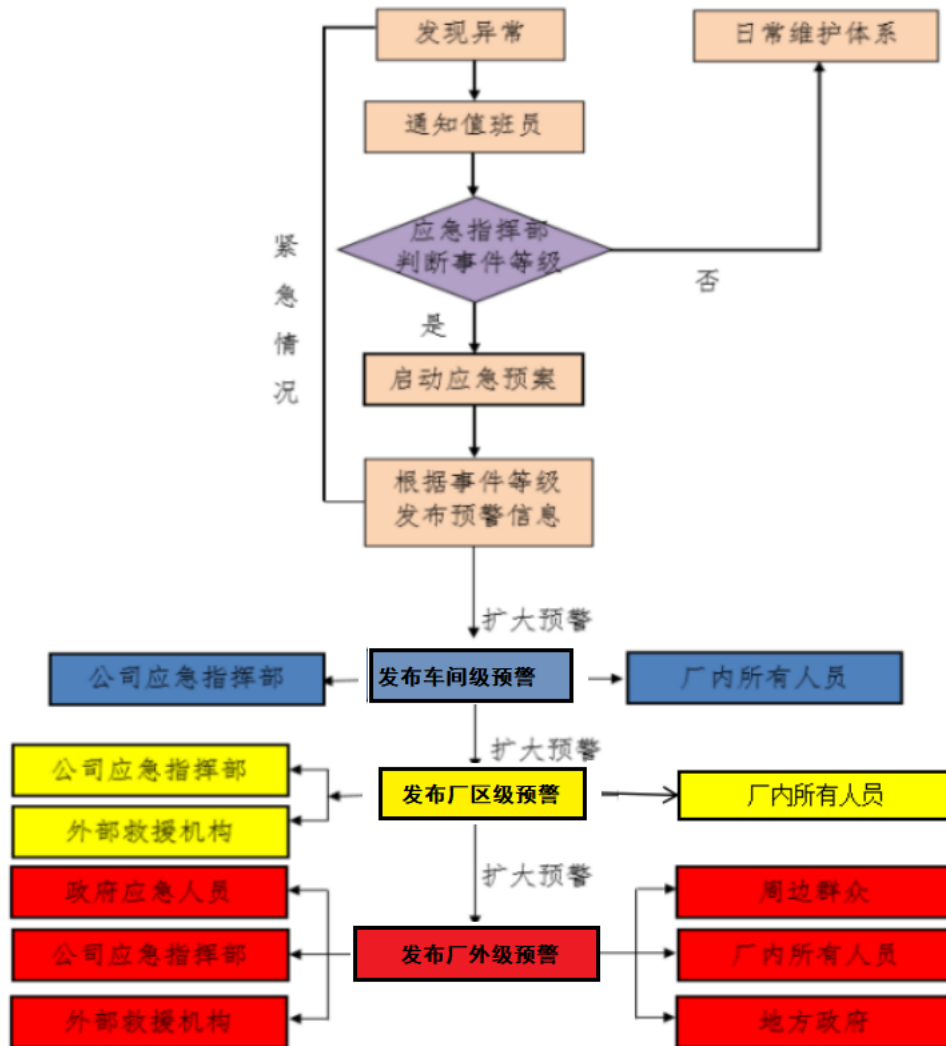 发现异常
日常维护体系
通知值班员
应急指挥部
判断事件等级
否
是
紧急情况
启动应急预案
根据事件等级
发布预警信息
扩大预警
公司应急指挥部
发布车间级预警
厂内所有人员
扩大预警
公司应急指挥部
外部救援机构
发布厂区级预警
厂内所有人员
扩大预警
政府应急人员
公司应急指挥部
外部救援机构
发布厂外级预警
周边群众
厂内所有人员
地方政府